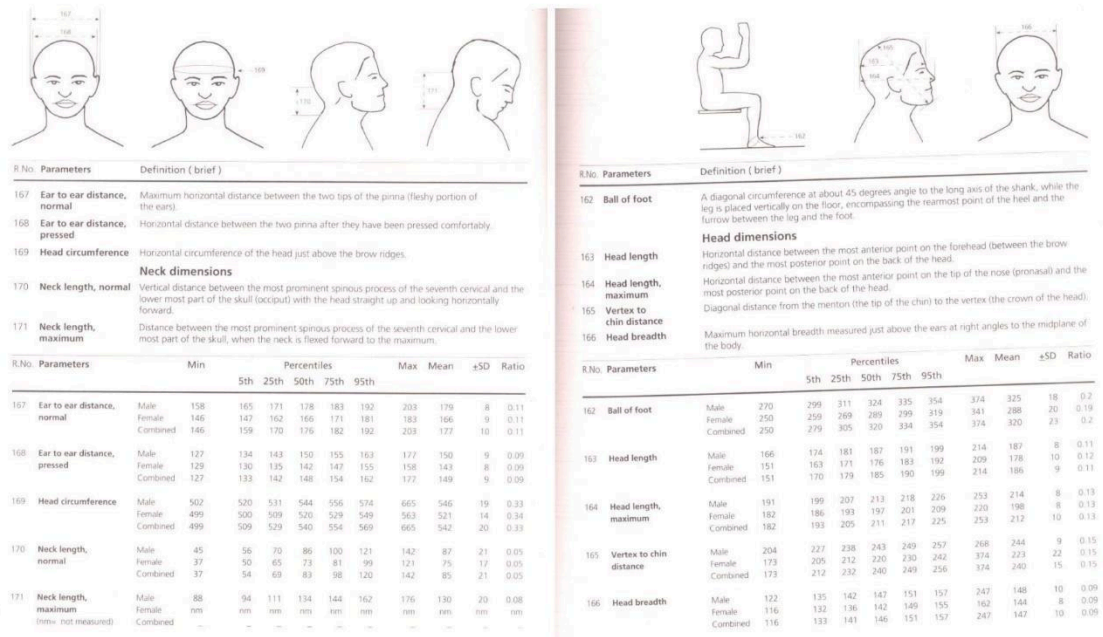 167
168
169
170
171
R.No. Parameters Definition ( brief )
167 Ear to ear distance, normal Maximum horizontal distance between the two tips of the pinna (fleshy portion of
the ears).
168 Ear to ear distance, pressed Horizontal distance between the two pinna after they have been pressed comfortably.
169 Head circumference Horizontal circumference of the head just above the brow ridges.
Neck dimensions
170 Neck length, normal Vertical distance between the most prominent spinous process of the seventh cervical and the
lower most part of the skull (occiput) with the head straight up and looking horizontally
forward.
171 Neck length, maximum Distance between the most prominent spinous process of the seventh cervical and the lower
most part of the skull, when the neck is flexed forward to the maximum.
R.No. Parameters Min Percentiles Max Mean ±SD Ratio
5th 25th 50th 75th 95th
167 Ear to ear distance, Male 158 165 171 178 183 192 203 179 8 0.11
normal Female 146 147 162 166 171 181 183 166 9 0.11
Combined 146 159 170 176 182 192 203 177 10 0.11
168 Ear to ear distance, Male 127 134 143 150 155 163 177 150 9 0.09
pressed Female 129 130 135 142 147 155 158 143 8 0.09
Combined 127 133 142 148 154 162 177 149 9 0.09
169 Head circumference Male 502 520 531 544 556 574 665 546 19 0.33
Female 499 500 509 520 529 549 563 521 14 0.34
Combined 499 509 529 540 554 569 665 542 20 0.33
170 Neck length, Male 45 56 70 86 100 121 142 87 21 0.05
normal Female 37 50 65 73 81 99 121 75 17 0.05
Combined 37 54 69 83 98 120 142 85 21 0.05
171 Neck length, Male 88 94 111 134 144 162 176 130 20 0.08
maximum Female nm nm nm nm nm nm nm nm nm nm
(nm= not measured) Combined _ _ _ _ _ _ _ _ _ _
162
165
163
164
166
R.No. Parameters Definition ( brief )
162 Ball of foot A diagonal circumference at about 45 degrees angle to the long axis of the shank, while the
leg is placed vertically on the floor, encompassing the rearmost point of the heel and the
furrow between the leg and the foot.
Head dimensions
163 Head length Horizontal distance between the most anterior point on the forehead (between the brow
ridges) and the most posterior point on the back of the head.
164 Head length, maximum Horizontal distance between the most anterior point on the tip of the nose (pronasal) and the
most posterior point on the back of the head.
165 Vertex to chin distance Diagonal distance from the menton (the tip of the chin) to the vertex (the crown of the head).
166 Head breadth Maximum horizontal breadth measured just above the ears at right angles to the midplane of
the body.
R.No. Parameters Min Percentiles Max Mean ±SD Ratio
5th 25th 50th 75th 95th
162 Ball of foot Male 270 299 311 324 335 354 374 325 18 0.2
Female 250 259 269 289 299 319 341 288 20 0.19
Combined 250 279 305 320 334 354 374 320 23 0.2
163 Head length Male 166 174 181 187 191 199 214 187 8 0.11
Female 151 163 171 176 183 192 209 178 10 0.12
Combined 151 170 179 185 190 199 214 186 9 0.11
164 Head length, Male 191 199 207 213 218 226 253 214 8 0.13
maximum Female 182 186 193 197 201 209 220 198 8 0.13
Combined 182 193 205 211 217 225 253 212 10 0.13
165 Vertex to chin Male 204 227 238 243 249 257 268 244 9 0.15
distance Female 173 205 212 220 230 242 374 223 22 0.15
Combined 173 212 232 240 249 256 374 240 15 0.15
166 Head breadth Male 122 135 142 147 151 157 247 148 10 0.09
Female 116 132 136 142 149 155 162 144 8 0.09
Combined 116 133 141 146 151 157 247 147 10 0.09